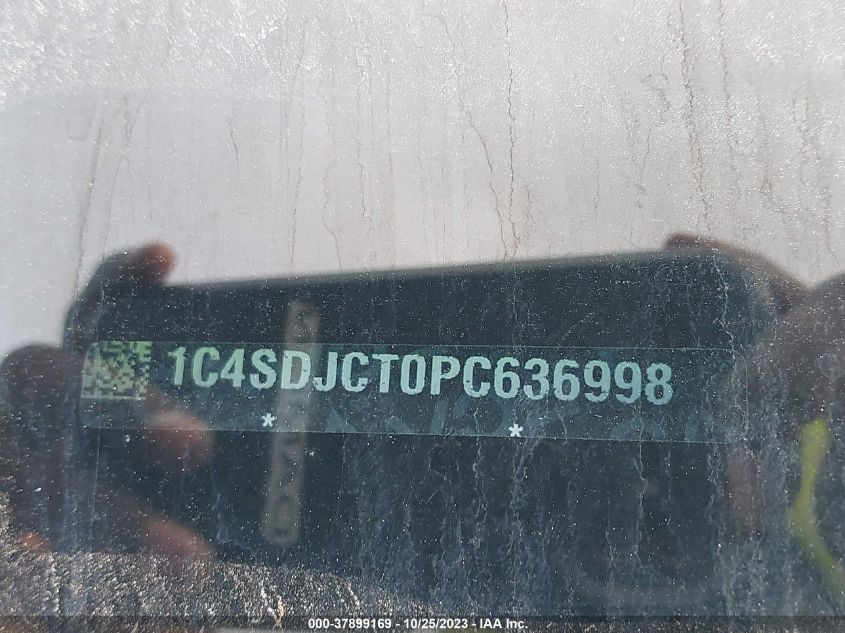 1C4SDJCT0PC636998
* *
000-37899169 - 10/25/2023 - IAA Inc.